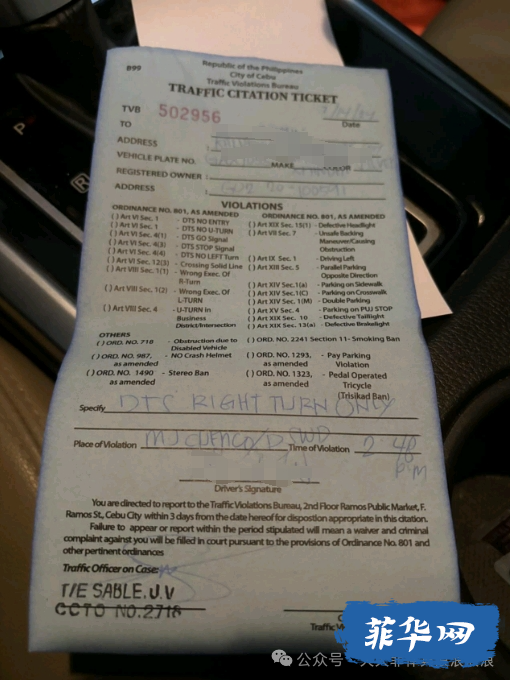 Republic of the Philippines
City of Cebu
Traffic Violations Bureau
B99
TRAFFIC CITATION TICKET
TVB 502956
Date
TO
ADDRESS
VEHICLE PLATE NO. MAKE
REGISTERED OWNER :
ADDRESS
VIOLATIONS
ORDINANCE NO. 801, AS AMENDED
( ) Art VI Sec. 1 - DTS NO ENTRY
( ) Art VI Sec. 1 - DTS NO U-TURN
( ) Art VI Sec. 4(1) - DTS GO Signal
( ) Art VI Sec. 4(3) - DTS STOP Signal
( ) Art VI Sec. 4(4) - DTS NO LEFT Turn
( ) Art VI Sec. 12(3) - Crossing Solid Line
( ) Art VIII Sec. 1(1) - Wrong Exec. Of
R-Turn
( ) Art VIII Sec. 1(2) - Wrong Exec. Of
L-TURN
( ) Art VIII Sec. 4 - U-TURN In
Business
District/Intersection
ORDINANCE NO. 801, AS AMENDED
( ) Art XIX Sec. 15(1) - Defective Headlight
( ) Art VII Sec. 7 - Unsafe Backing
Maneuver/Causing
Obstruction
( ) Art IX Sec. 1 - Driving Left
( ) Art XIII Sec. 5 - Parallel Parking
Opposite Direction
( ) Art XIV Sec. 1(a) - Parking on Sidewalk
( ) Art XIV Sec. 1(C) - Parking on Crosswalk
( ) Art XIV Sec. 1(M) - Double Parking
( ) Art XV Sec. 4 - Parking on PUJ STOP
( ) Art XIX Sec. 10 - Defective Taillight
( ) Art XIX Sec. 13(a) - Defective Brakelight
OTHERS
( ) ORD. NO. 718 - Obstruction due to
Disabled Vehicle
( ) ORD. NO. 987, - NO Crash Helmet
as amended
( ) ORD. NO. 1490 - Stereo Ban
as amended
( ) ORD. NO. 2241 Section 11- Smoking Ban
( ) ORD. NO. 1293, - Pay Parking
as amended Violation
( ) ORD. NO. 1323, - Pedal Operated
as amended Tricycle
(Trisikad Ban)
Specify DTS RIGHT TURN ONLY
Place of Violation MJ CUENCO/DSWD Time of Violation 2 48
PM
Driver's Signature
You are directed to report to the Traffic Violations Bureau, 2nd Floor Ramos Public Market, F.
Ramos St., Cebu City within 3 days from the date hereof for dispostion appropriate in this citation.
Failure to appear or report within the period stipulated will mean a waiver and criminal
complaint against you will be filled in court pursuant to the provisions of Ordinance No. 801 and
other pertinent ordinances
Traffic Officer on Case:
T/E SABLE, J.V
CCTO NO. 2718
菲华网
公众号